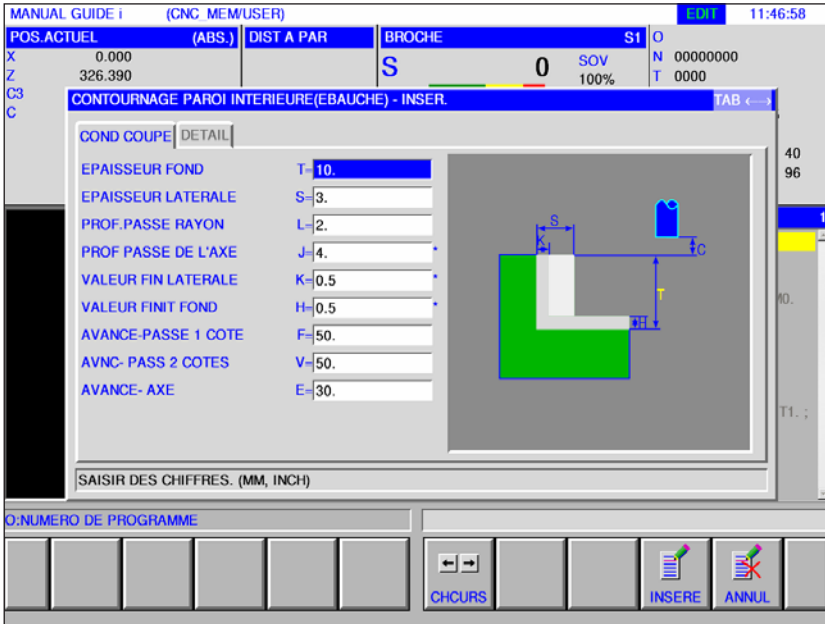 MANUAL GUIDE i (CNC_MEM/USER) EDIT 11:46:58
POS.ACTUEL (ABS.) DIST A PAR BROCHE S1 O
X 0.000 S 0 SOV N 00000000
Z 326.390 100% T 0000
C3
C
CONTOURNAGE PAROI INTERIEURE(EBAUCHE) - INSER. TAB ←→
COND COUPE DETAIL
40
96
EPAISSEUR FOND T=10.
EPAISSEUR LATERALE S=3.
PROF.PASSE RAYON L=2.
PROF PASSE DE L'AXE J=4. *
VALEUR FIN LATERALE K=0.5 *
VALEUR FINIT FOND H=0.5 *
AVANCE-PASSE 1 COTE F=50.
AVNC- PASS 2 COTES V=50.
AVANCE- AXE E=30.
S
K
C
T
H
1
M0.
T1. ;
SAISIR DES CHIFFRES. (MM, INCH)
O:NUMERO DE PROGRAMME
CHCURS INSERE ANNUL